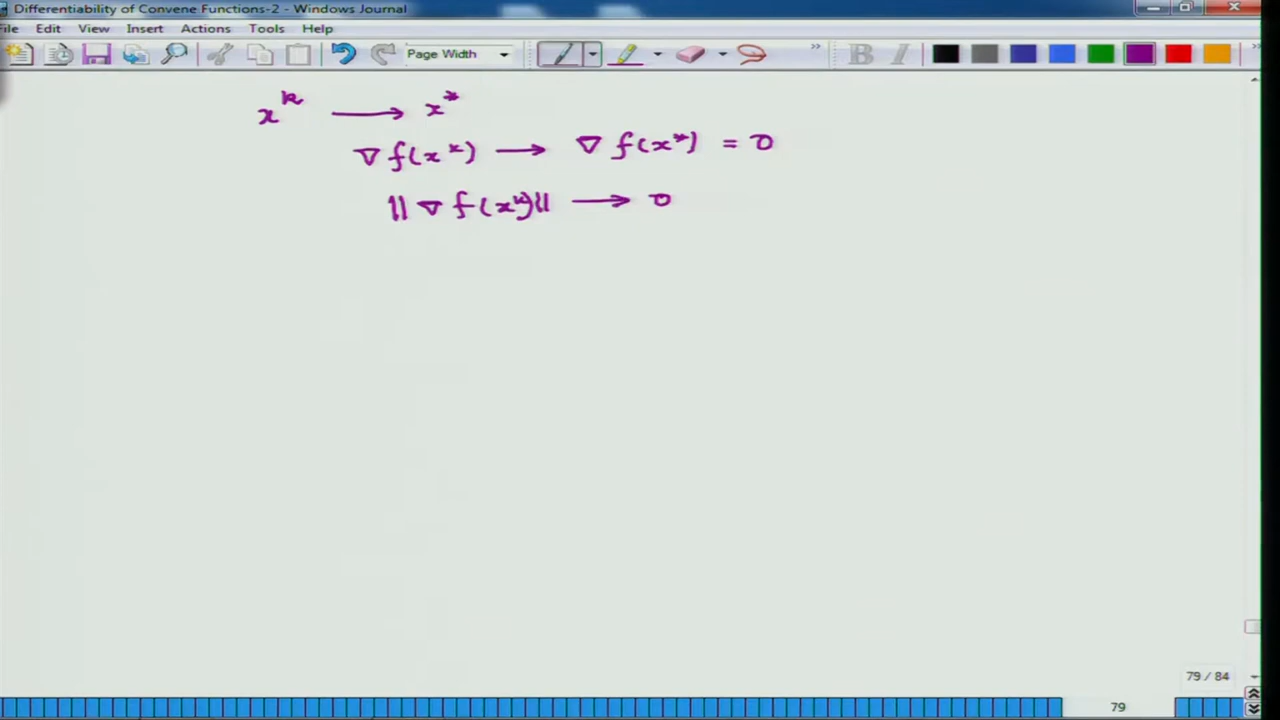 Differentiability of Convene Functions-2 - Windows Journal
File Edit View Insert Actions Tools Help
Page Width
B I
x^k → x*
∇f(x^k) → ∇f(x*) = 0
||∇f(x^k)|| → 0
79 / 84
79